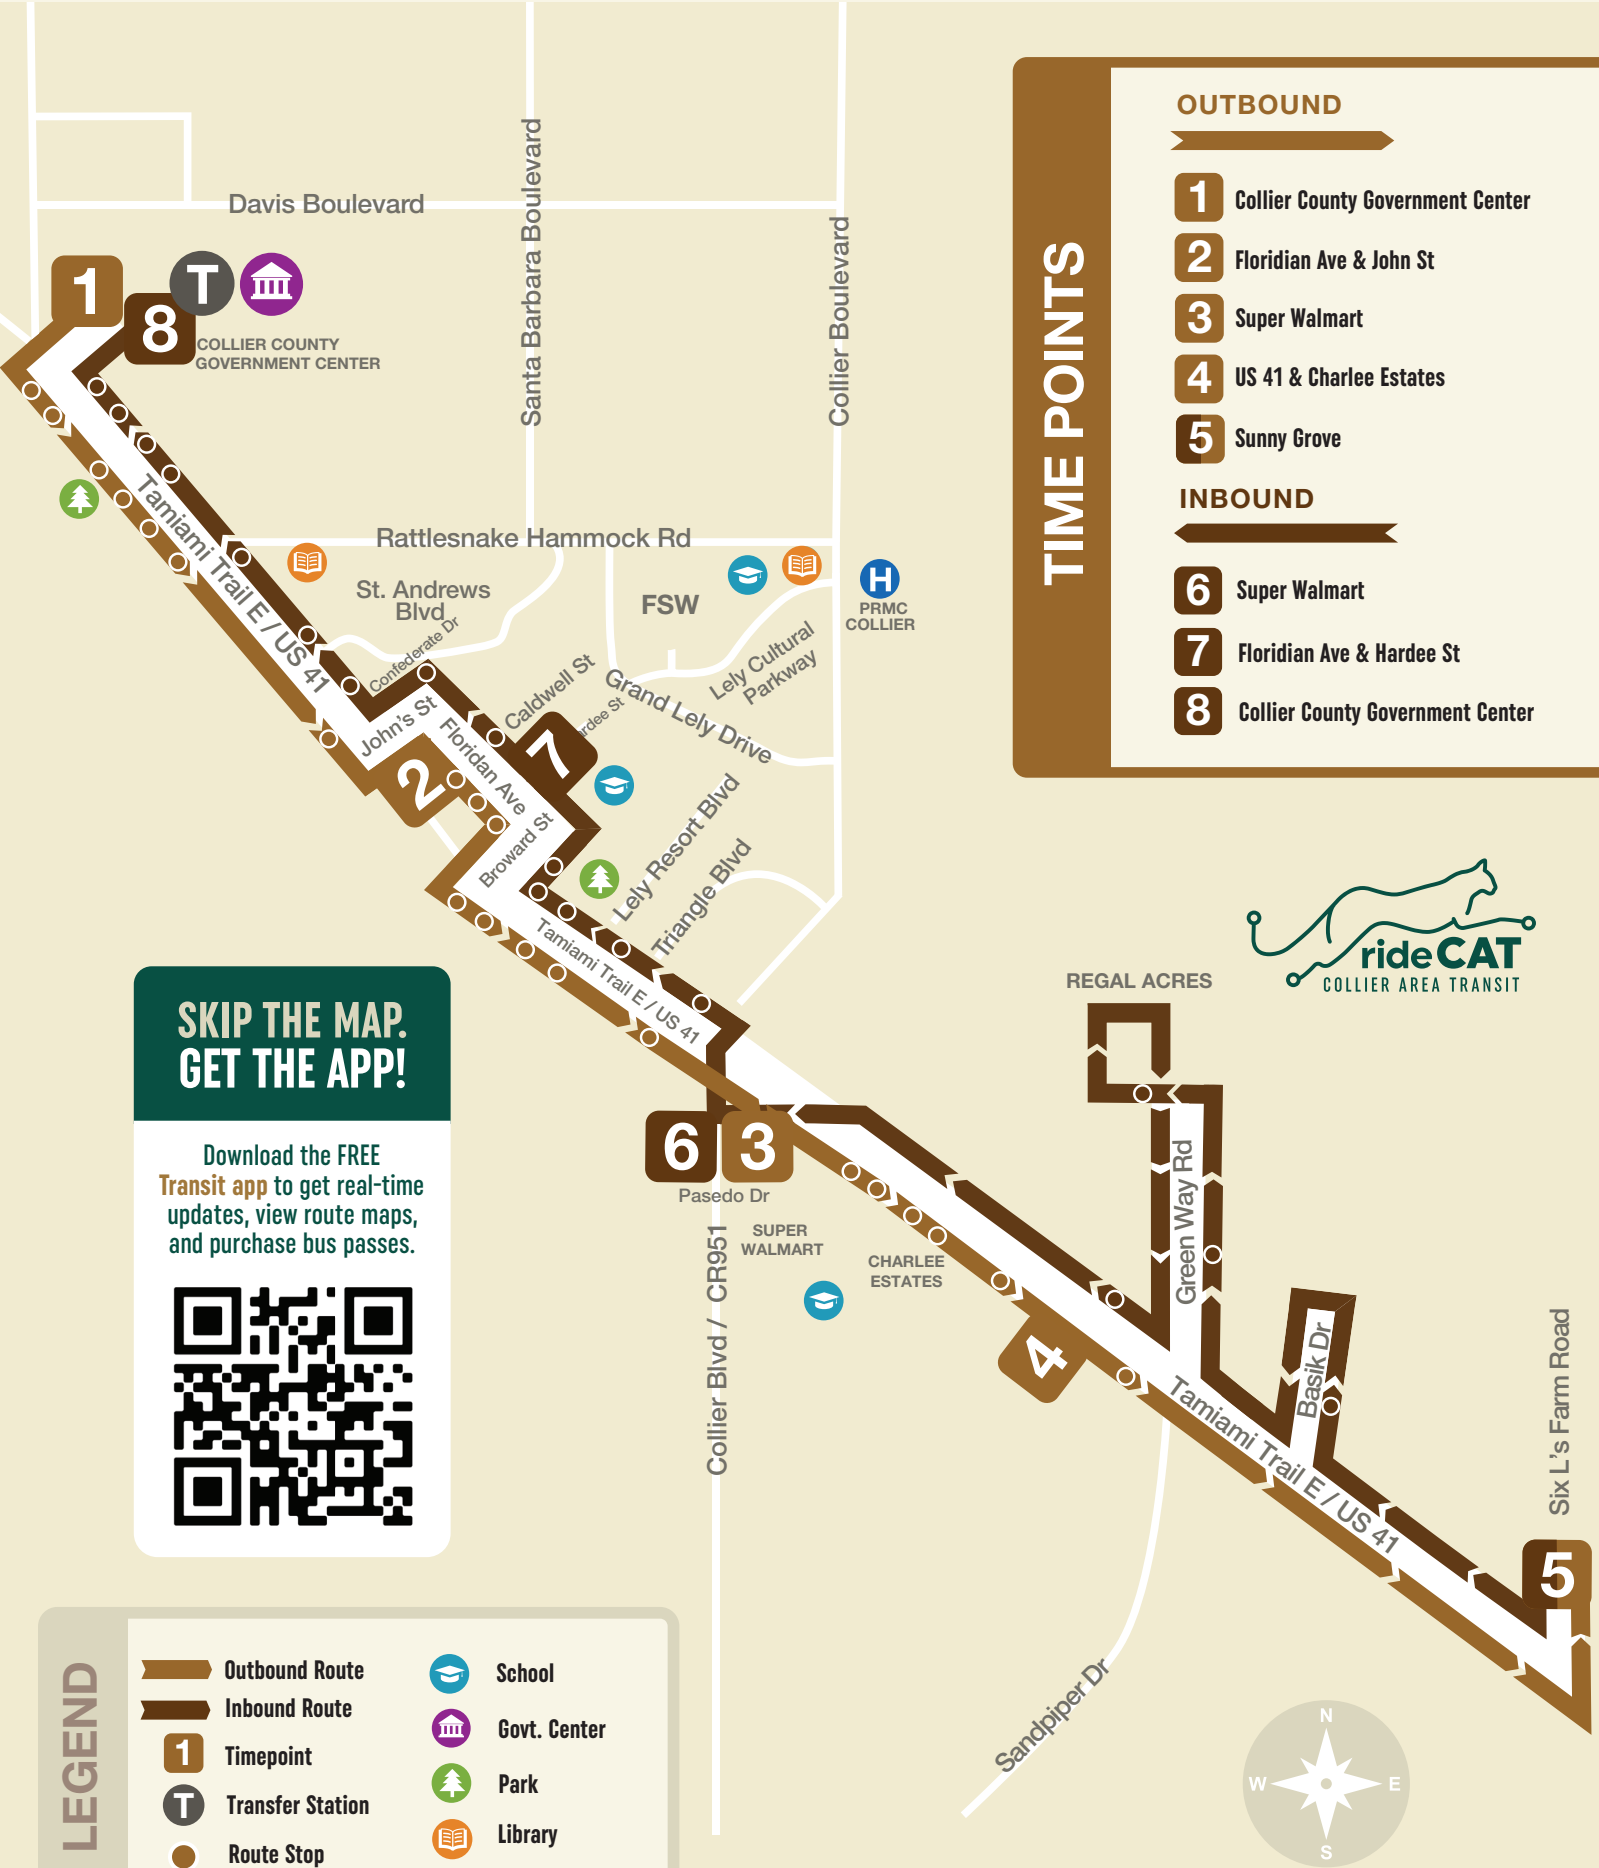 Davis Boulevard
Santa Barbara Boulevard
Collier Boulevard
1
8
T
COLLIER COUNTY
GOVERNMENT CENTER
Tamiami Trail E / US 41
Rattlesnake Hammock Rd
St. Andrews
Blvd
Confederate Dr
FSW
H
PRMC
COLLIER
Lely Cultural
Parkway
Grand Lely Drive
Caldwell St
ardee St
John's St
Floridan Ave
7
2
Broward St
Lely Resort Blvd
Triangle Blvd
Tamiami Trail E / US 41
TIME POINTS
OUTBOUND
1 Collier County Government Center
2 Floridian Ave & John St
3 Super Walmart
4 US 41 & Charlee Estates
5 Sunny Grove
INBOUND
6 Super Walmart
7 Floridian Ave & Hardee St
8 Collier County Government Center
rideCAT
COLLIER AREA TRANSIT
REGAL ACRES
SKIP THE MAP.
GET THE APP!
Download the FREE
Transit app to get real-time
updates, view route maps,
and purchase bus passes.
6
3
Pasedo Dr
SUPER
WALMART
Collier Blvd / CR951
CHARLEE
ESTATES
4
Green Way Rd
Basik Dr
Tamiami Trail E / US 41
Six L's Farm Road
5
Sandpiper Dr
LEGEND
Outbound Route
Inbound Route
1 Timepoint
T Transfer Station
Route Stop
School
Govt. Center
Park
Library
N
W
E
S